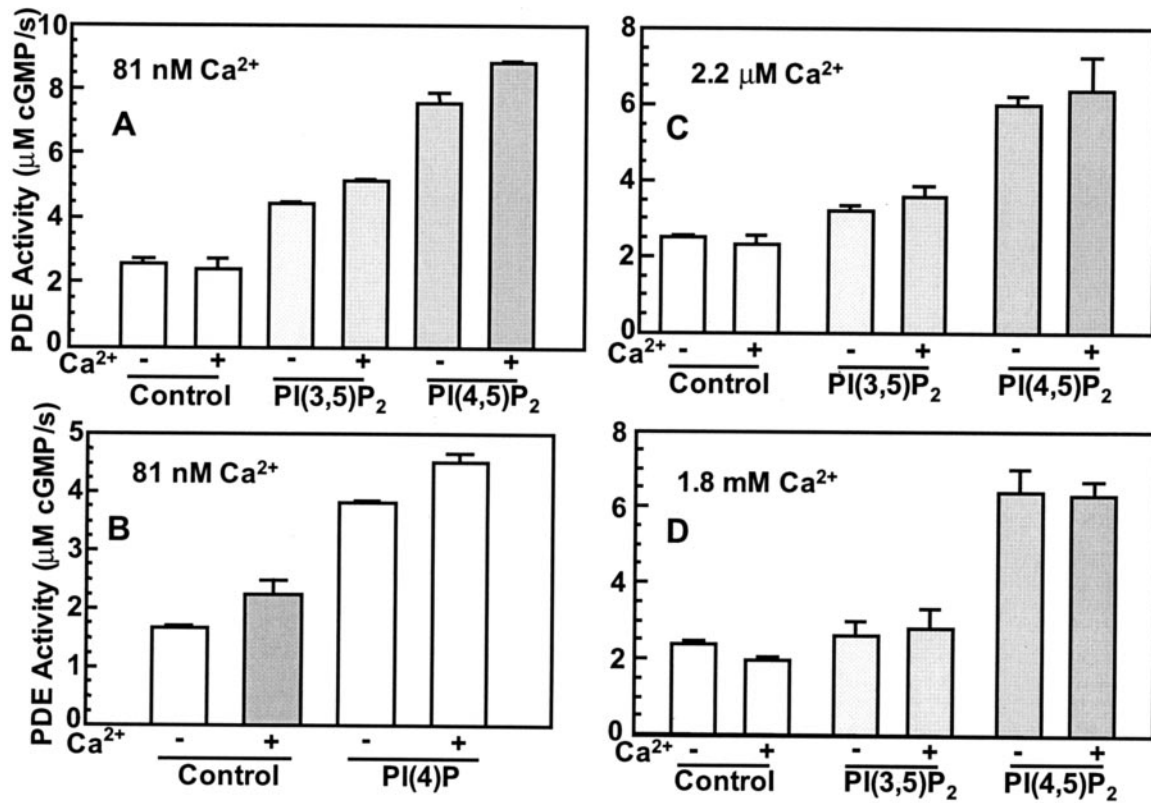 PDE Activity (μM cGMP/s)
10
8
6
4
2
0
81 nM Ca²⁺
A
Ca²⁺ - + - + - +
Control PI(3,5)P₂ PI(4,5)P₂
8
6
4
2
0
2.2 μM Ca²⁺
C
- + - + - +
Control PI(3,5)P₂ PI(4,5)P₂
PDE Activity (μM cGMP/s)
5
4
3
2
1
0
81 nM Ca²⁺
B
Ca²⁺ - + - +
Control PI(4)P
8
6
4
2
0
1.8 mM Ca²⁺
D
Ca²⁺ - + - + - +
Control PI(3,5)P₂ PI(4,5)P₂